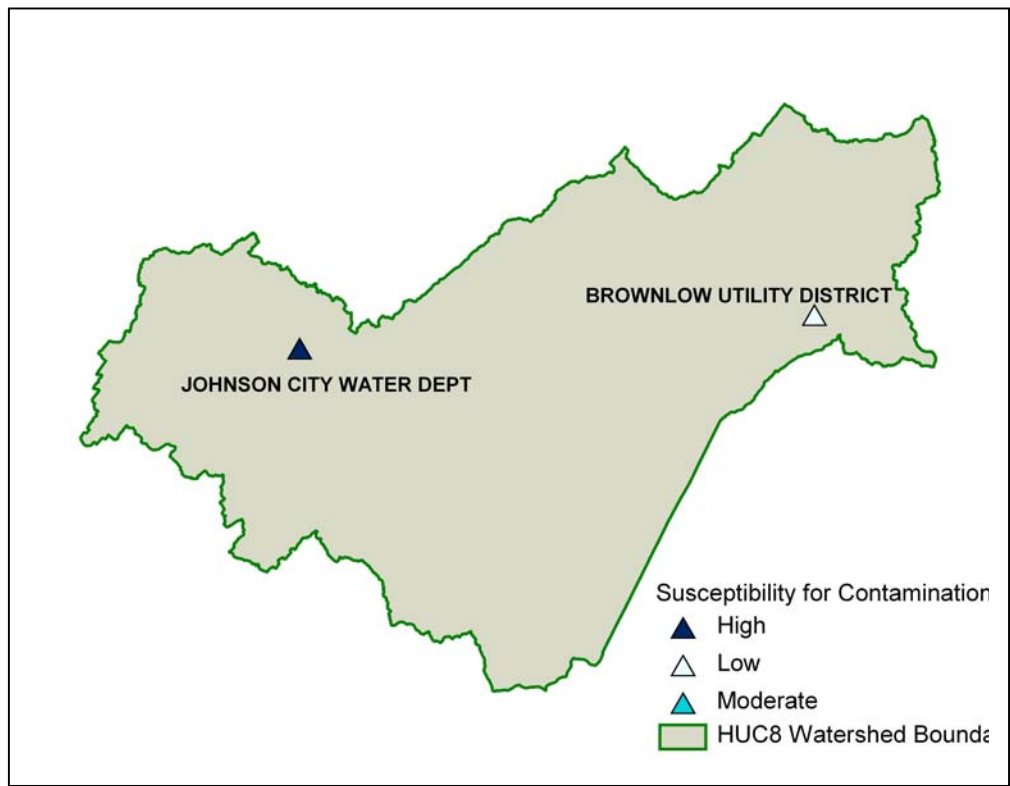 BROWNLOW UTILITY DISTRICT
JOHNSON CITY WATER DEPT
Susceptibility for Contamination
High
Low
Moderate
HUC8 Watershed Bounda